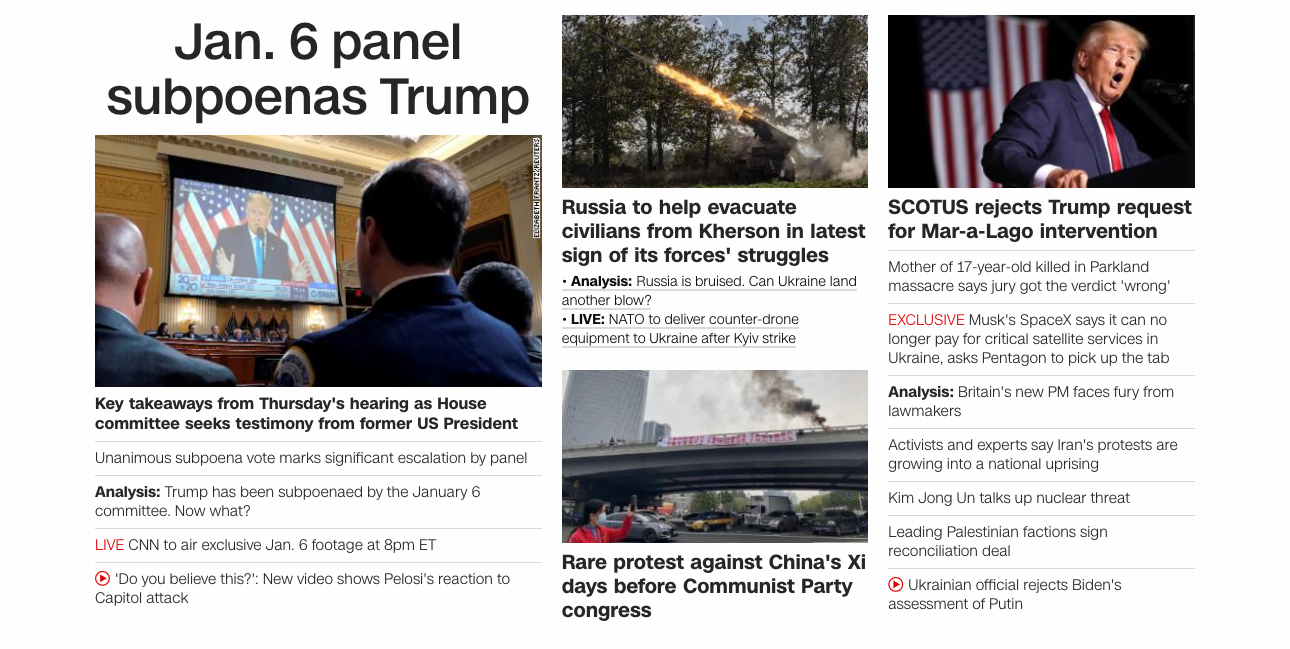 Jan. 6 panel
subpoenas Trump
ELIZABETH FRANTZ/REUTERS
Key takeaways from Thursday's hearing as House
committee seeks testimony from former US President
Unanimous subpoena vote marks significant escalation by panel
Analysis: Trump has been subpoenaed by the January 6
committee. Now what?
LIVE CNN to air exclusive Jan. 6 footage at 8pm ET
'Do you believe this?': New video shows Pelosi's reaction to
Capitol attack
Russia to help evacuate
civilians from Kherson in latest
sign of its forces' struggles
• Analysis: Russia is bruised. Can Ukraine land
another blow?
• LIVE: NATO to deliver counter-drone
equipment to Ukraine after Kyiv strike
Rare protest against China's Xi
days before Communist Party
congress
SCOTUS rejects Trump request
for Mar-a-Lago intervention
Mother of 17-year-old killed in Parkland
massacre says jury got the verdict 'wrong'
EXCLUSIVE Musk's SpaceX says it can no
longer pay for critical satellite services in
Ukraine, asks Pentagon to pick up the tab
Analysis: Britain's new PM faces fury from
lawmakers
Activists and experts say Iran's protests are
growing into a national uprising
Kim Jong Un talks up nuclear threat
Leading Palestinian factions sign
reconciliation deal
Ukrainian official rejects Biden's
assessment of Putin